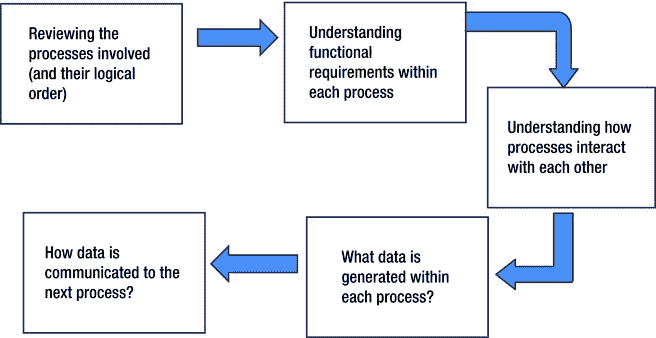 Reviewing the
processes involved
(and their logical
order)
Understanding
functional
requirements within
each process
Understanding how
processes interact
with each other
What data is
generated within
each process?
How data is
communicated to the
next process?